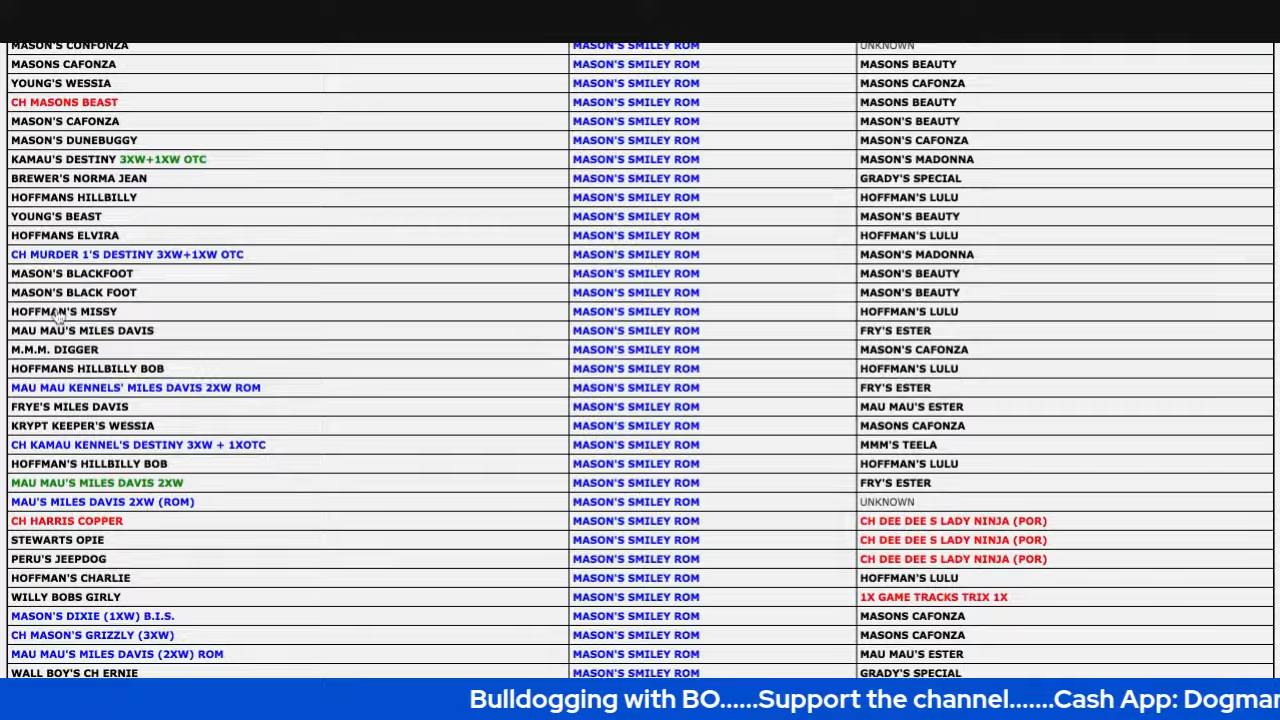 MASON'S CONFONZA MASON'S SMILEY ROM UNKNOWN
MASONS CAFONZA MASON'S SMILEY ROM MASONS BEAUTY
YOUNG'S WESSIA MASON'S SMILEY ROM MASONS CAFONZA
CH MASONS BEAST MASON'S SMILEY ROM MASONS BEAUTY
MASON'S CAFONZA MASON'S SMILEY ROM MASON'S BEAUTY
MASON'S DUNEBUGGY MASON'S SMILEY ROM MASON'S CAFONZA
KAMAU'S DESTINY 3XW+1XW OTC MASON'S SMILEY ROM MASON'S MADONNA
BREWER'S NORMA JEAN MASON'S SMILEY ROM GRADY'S SPECIAL
HOFFMANS HILLBILLY MASON'S SMILEY ROM HOFFMAN'S LULU
YOUNG'S BEAST MASON'S SMILEY ROM MASON'S BEAUTY
HOFFMANS ELVIRA MASON'S SMILEY ROM HOFFMAN'S LULU
CH MURDER 1'S DESTINY 3XW+1XW OTC MASON'S SMILEY ROM MASON'S MADONNA
MASON'S BLACKFOOT MASON'S SMILEY ROM MASON'S BEAUTY
MASON'S BLACK FOOT MASON'S SMILEY ROM MASON'S BEAUTY
HOFFMAN'S MISSY MASON'S SMILEY ROM HOFFMAN'S LULU
MAU MAU'S MILES DAVIS MASON'S SMILEY ROM FRY'S ESTER
M.M.M. DIGGER MASON'S SMILEY ROM MASON'S CAFONZA
HOFFMANS HILLBILLY BOB MASON'S SMILEY ROM HOFFMAN'S LULU
MAU MAU KENNELS' MILES DAVIS 2XW ROM MASON'S SMILEY ROM FRY'S ESTER
FRYE'S MILES DAVIS MASON'S SMILEY ROM MAU MAU'S ESTER
KRYPT KEEPER'S WESSIA MASON'S SMILEY ROM MASONS CAFONZA
CH KAMAU KENNEL'S DESTINY 3XW + 1XOTC MASON'S SMILEY ROM MMM'S TEELA
HOFFMAN'S HILLBILLY BOB MASON'S SMILEY ROM HOFFMAN'S LULU
MAU MAU'S MILES DAVIS 2XW MASON'S SMILEY ROM FRY'S ESTER
MAU'S MILES DAVIS 2XW (ROM) MASON'S SMILEY ROM UNKNOWN
CH HARRIS COPPER MASON'S SMILEY ROM CH DEE DEE S LADY NINJA (POR)
STEWARTS OPIE MASON'S SMILEY ROM CH DEE DEE S LADY NINJA (POR)
PERU'S JEEPDOG MASON'S SMILEY ROM CH DEE DEE S LADY NINJA (POR)
HOFFMAN'S CHARLIE MASON'S SMILEY ROM HOFFMAN'S LULU
WILLY BOBS GIRLY MASON'S SMILEY ROM 1X GAME TRACKS TRIX 1X
MASON'S DIXIE (1XW) B.I.S. MASON'S SMILEY ROM MASONS CAFONZA
CH MASON'S GRIZZLY (3XW) MASON'S SMILEY ROM MASONS CAFONZA
MAU MAU'S MILES DAVIS (2XW) ROM MASON'S SMILEY ROM MAU MAU'S ESTER
WALL BOY'S CH ERNIE MASON'S SMILEY ROM GRADY'S SPECIAL
Bulldogging with BO......Support the channel.......Cash App: Dogmar